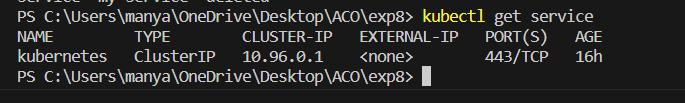 PS C:\Users\manya\OneDrive\Desktop\ACO\exp8> kubectl get service
NAME         TYPE        CLUSTER-IP   EXTERNAL-IP   PORT(S)   AGE
kubernetes   ClusterIP   10.96.0.1    <none>        443/TCP   16h
PS C:\Users\manya\OneDrive\Desktop\ACO\exp8>